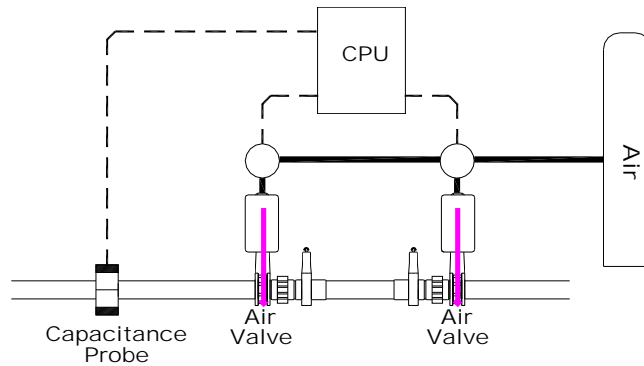 CPU
Air
Capacitance
Probe
Air
Valve
Air
Valve